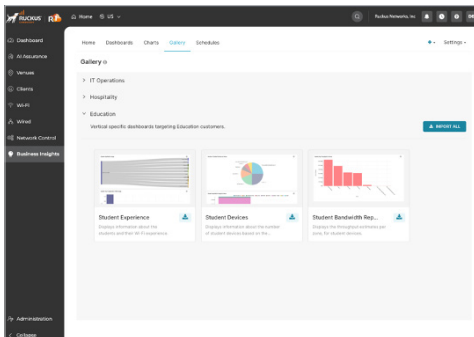 RUCKUS R1
Home US
Ruckus Networks, Inc
Dashboard
AI Assurance
Venues
Clients
Wi-Fi
Wired
Network Control
Business Insights
Administration
Collapse
Home Dashboards Charts Gallery Schedules
Settings
Gallery
IT Operations
Hospitality
Education
Vertical specific dashboards targeting Education customers.
IMPORT ALL
Student Experience
Displays information about the
students and their Wi-Fi experience.
Student Devices
Displays information about the number
of student devices based on the...
Student Bandwidth Rep...
Displays the throughput estimates per
zone, for student devices.